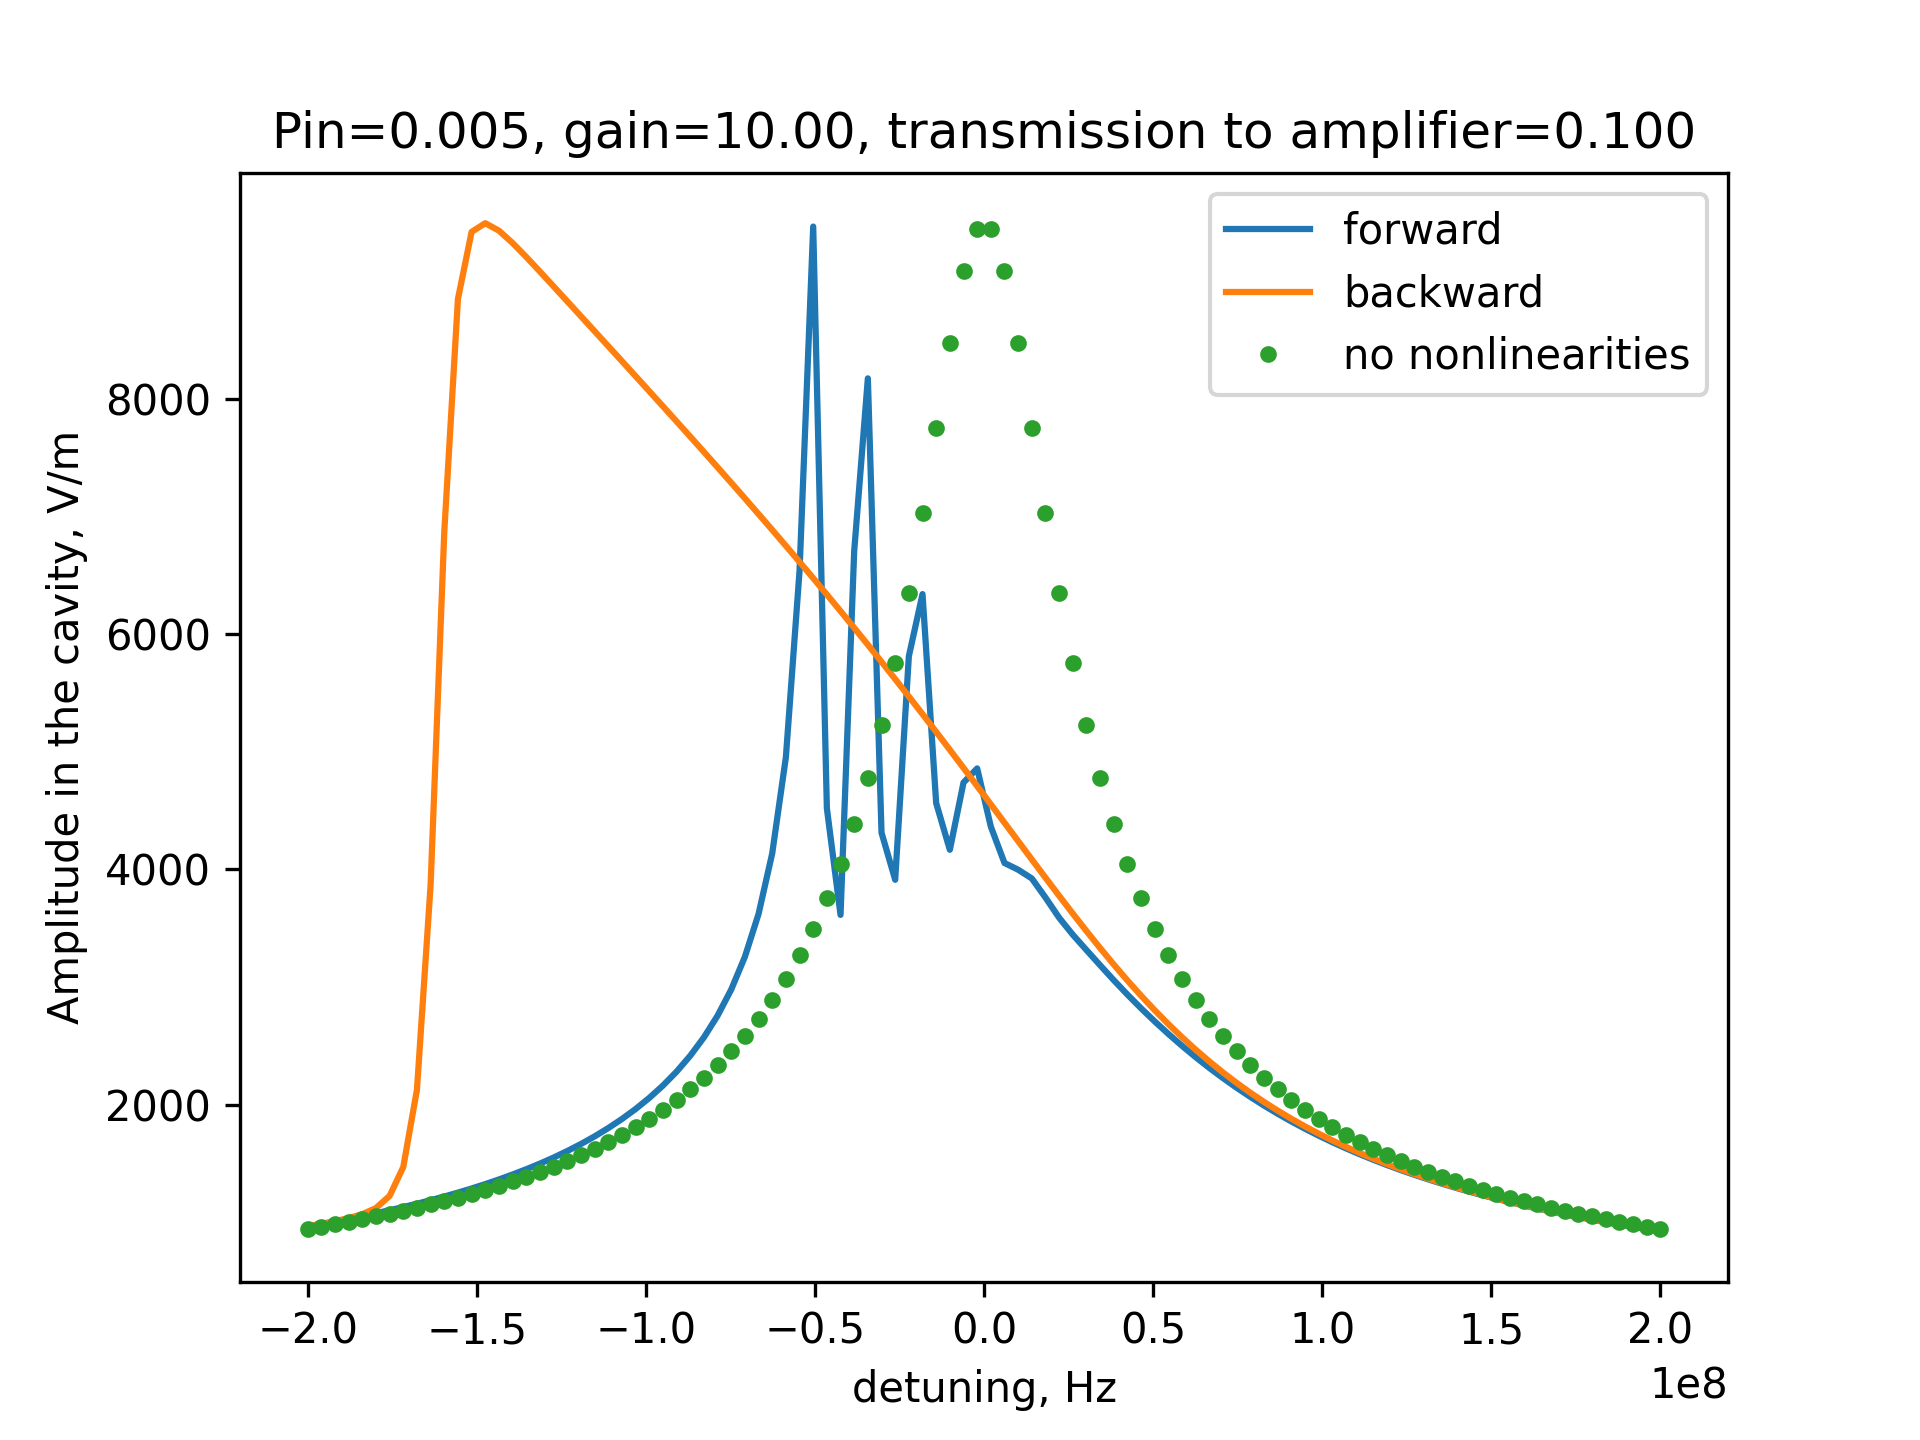 Pin=0.005, gain=10.00, transmission to amplifier=0.100
forward
backward
no nonlinearities
Amplitude in the cavity, V/m
8000
6000
4000
2000
−2.0 −1.5 −1.0 −0.5 0.0 0.5 1.0 1.5 2.0
1e8
detuning, Hz